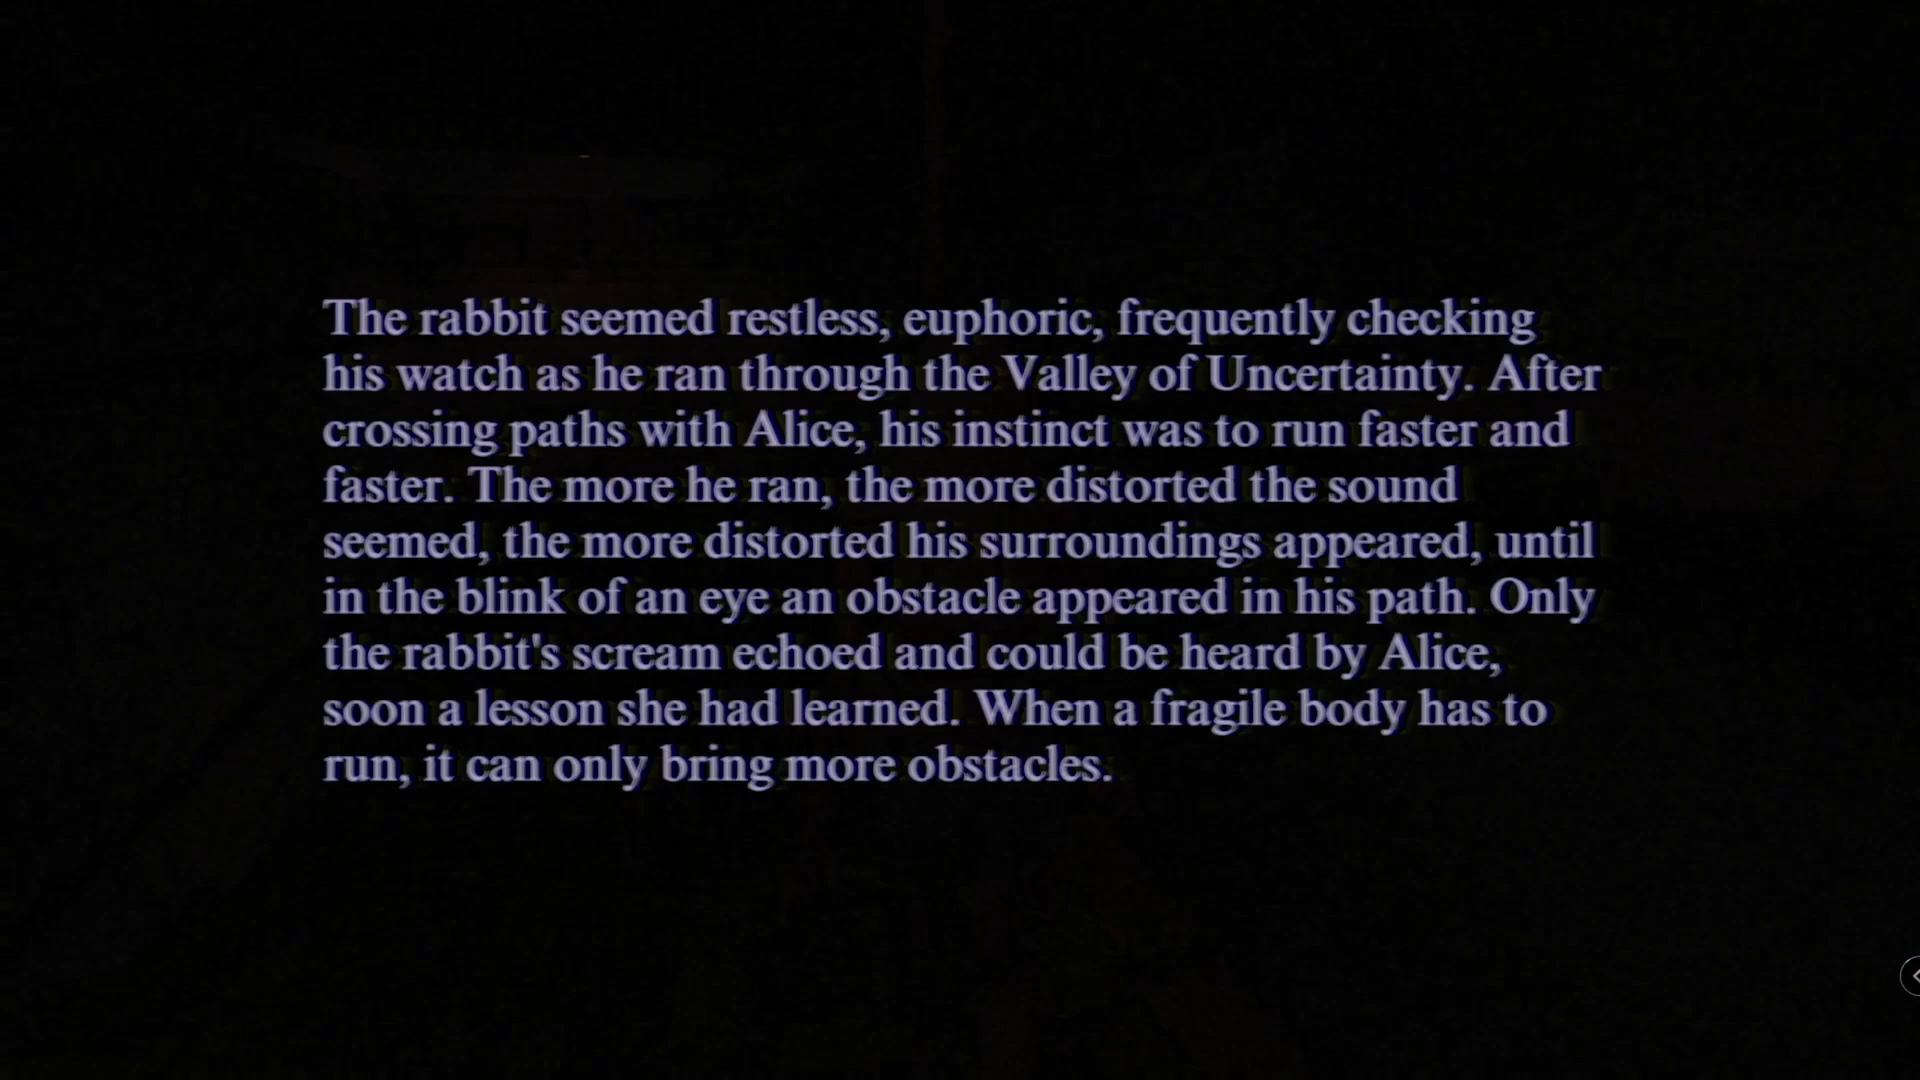 The rabbit seemed restless, euphoric, frequently checking
his watch as he ran through the Valley of Uncertainty. After
crossing paths with Alice, his instinct was to run faster and
faster. The more he ran, the more distorted the sound
seemed, the more distorted his surroundings appeared, until
in the blink of an eye an obstacle appeared in his path. Only
the rabbit's scream echoed and could be heard by Alice,
soon a lesson she had learned. When a fragile body has to
run, it can only bring more obstacles.